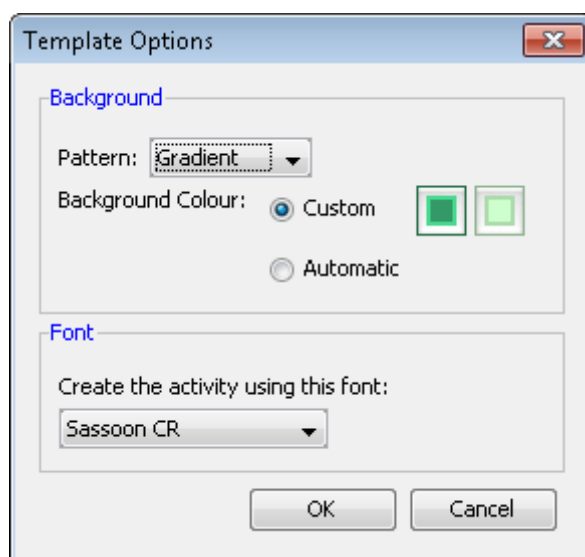 Template Options
Background
Pattern: Gradient
Background Colour: Custom
Automatic
Font
Create the activity using this font:
Sassoon CR
OK Cancel